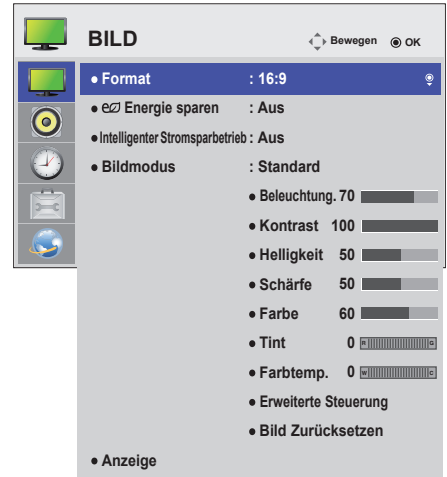 BILD
Bewegen OK
• Format : 16:9
• e Energie sparen : Aus
• Intelligenter Stromsparbetrieb : Aus
• Bildmodus : Standard
• Beleuchtung. 70
• Kontrast 100
• Helligkeit 50
• Schärfe 50
• Farbe 60
• Tint 0 R G
• Farbtemp. 0 W C
• Erweiterte Steuerung
• Bild Zurücksetzen
• Anzeige